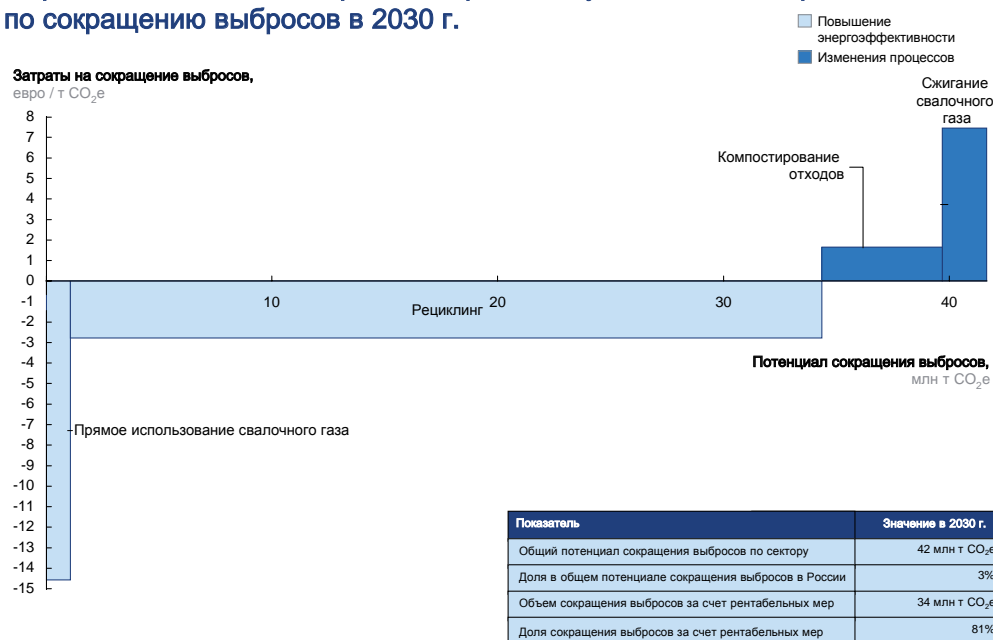 по сокращению выбросов в 2030 г.
Повышение
энергоэффективности
Изменения процессов
Затраты на сокращение выбросов,
евро / т CO₂e
Сжигание
свалочного
газа
Компостирование
отходов
8
7
6
5
4
3
2
1
0
-1
-2
-3
-4
-5
-6
-7
-8
-9
-10
-11
-12
-13
-14
-15
10
20
30
40
Рециклинг
Потенциал сокращения выбросов,
млн т CO₂e
Прямое использование свалочного газа
Показатель Значение в 2030 г.
Общий потенциал сокращения выбросов по сектору 42 млн т CO₂e
Доля в общем потенциале сокращения выбросов в России 3%
Объем сокращения выбросов за счет рентабельных мер 34 млн т CO₂e
Доля сокращения выбросов за счет рентабельных мер 81%